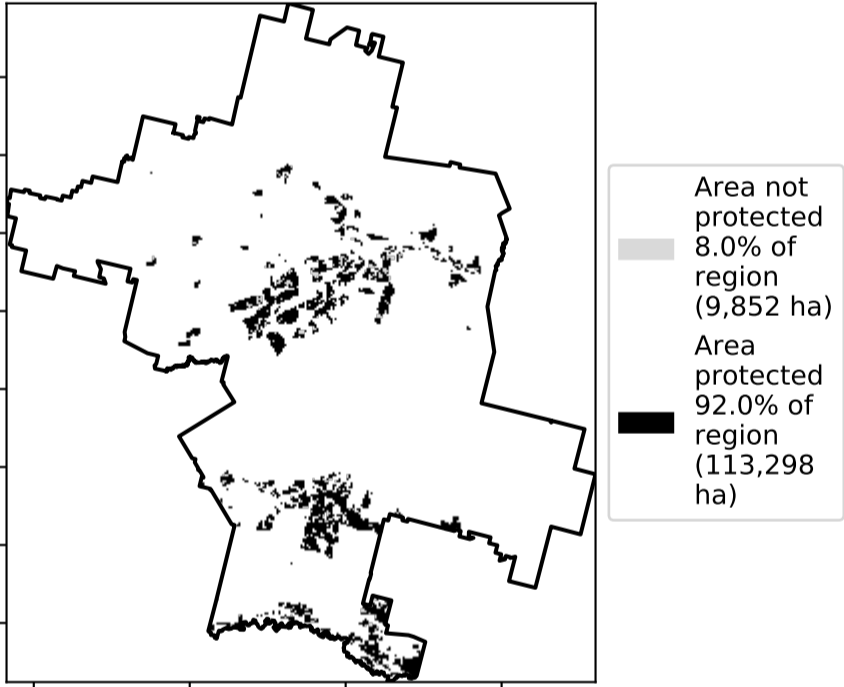 Area not
protected
8.0% of
region
(9,852 ha)
Area
protected
92.0% of
region
(113,298
ha)